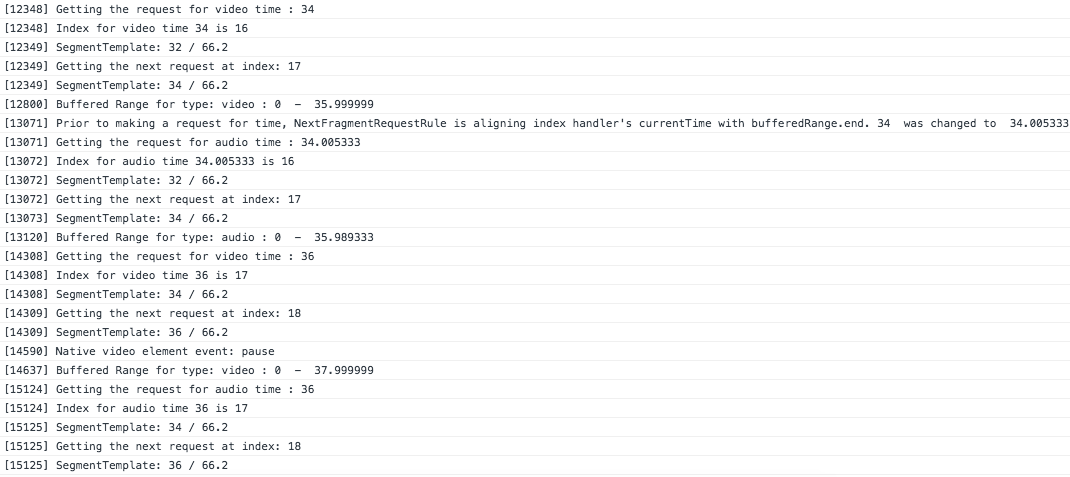 [12348] Getting the request for video time : 34
[12348] Index for video time 34 is 16
[12349] SegmentTemplate: 32 / 66.2
[12349] Getting the next request at index: 17
[12349] SegmentTemplate: 34 / 66.2
[12800] Buffered Range for type: video : 0  –  35.999999
[13071] Prior to making a request for time, NextFragmentRequestRule is aligning index handler's currentTime with bufferedRange.end. 34  was changed to  34.005333
[13071] Getting the request for audio time : 34.005333
[13072] Index for audio time 34.005333 is 16
[13072] SegmentTemplate: 32 / 66.2
[13072] Getting the next request at index: 17
[13073] SegmentTemplate: 34 / 66.2
[13120] Buffered Range for type: audio : 0  –  35.989333
[14308] Getting the request for video time : 36
[14308] Index for video time 36 is 17
[14308] SegmentTemplate: 34 / 66.2
[14309] Getting the next request at index: 18
[14309] SegmentTemplate: 36 / 66.2
[14590] Native video element event: pause
[14637] Buffered Range for type: video : 0  –  37.999999
[15124] Getting the request for audio time : 36
[15124] Index for audio time 36 is 17
[15125] SegmentTemplate: 34 / 66.2
[15125] Getting the next request at index: 18
[15125] SegmentTemplate: 36 / 66.2